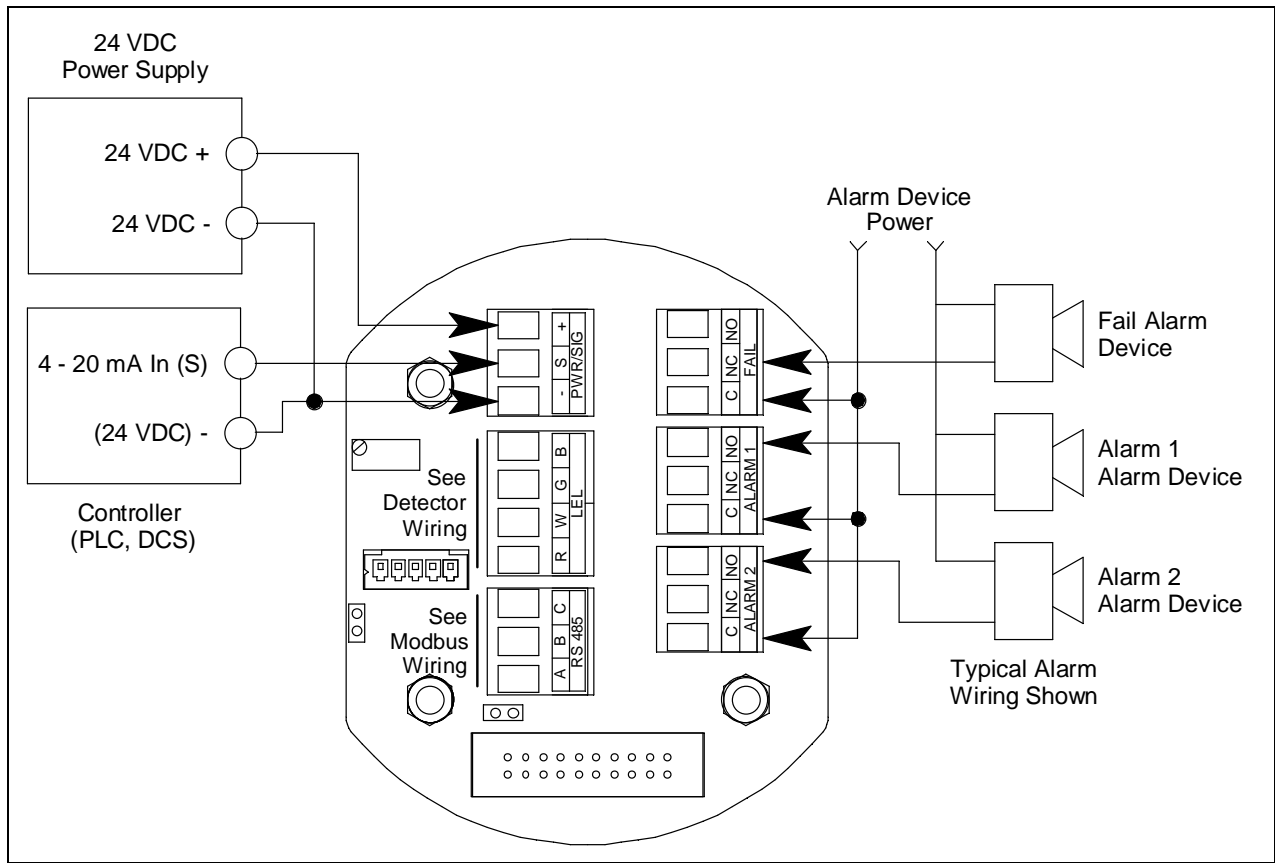 24 VDC
Power Supply
24 VDC +
24 VDC -
4 - 20 mA In (S)
(24 VDC) -
Controller
(PLC, DCS)
- S +
PWR/SIG
See
Detector
Wiring
R W G B
LEL
See
Modbus
Wiring
A B C
RS 485
Alarm Device
Power
C NC NO
FAIL
C NC NO
ALARM 1
C NC NO
ALARM 2
Fail Alarm
Device
Alarm 1
Alarm Device
Alarm 2
Alarm Device
Typical Alarm
Wiring Shown